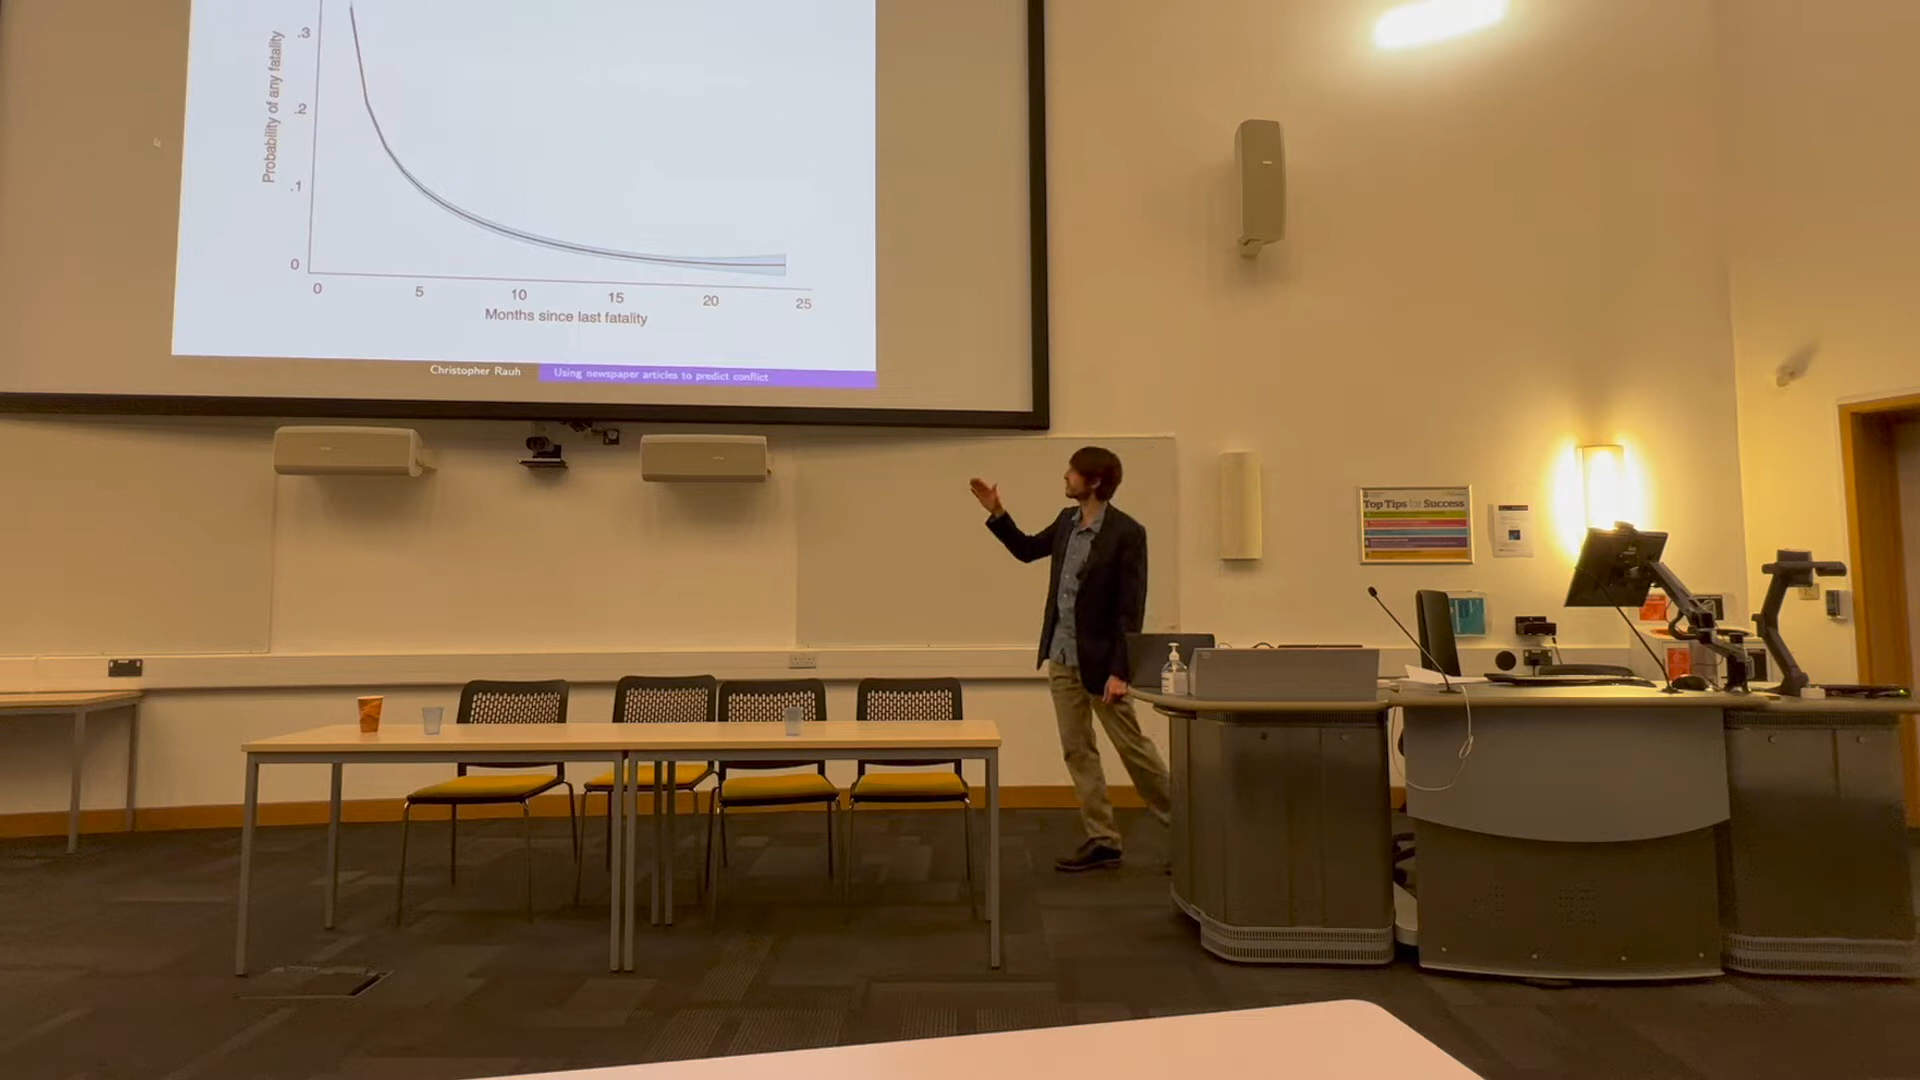 .3
.2
.1
0
Probability of any fatality
0 5 10 15 20 25
Months since last fatality
Christopher Rauh Using newspaper articles to predict conflict
Top Tips for Success